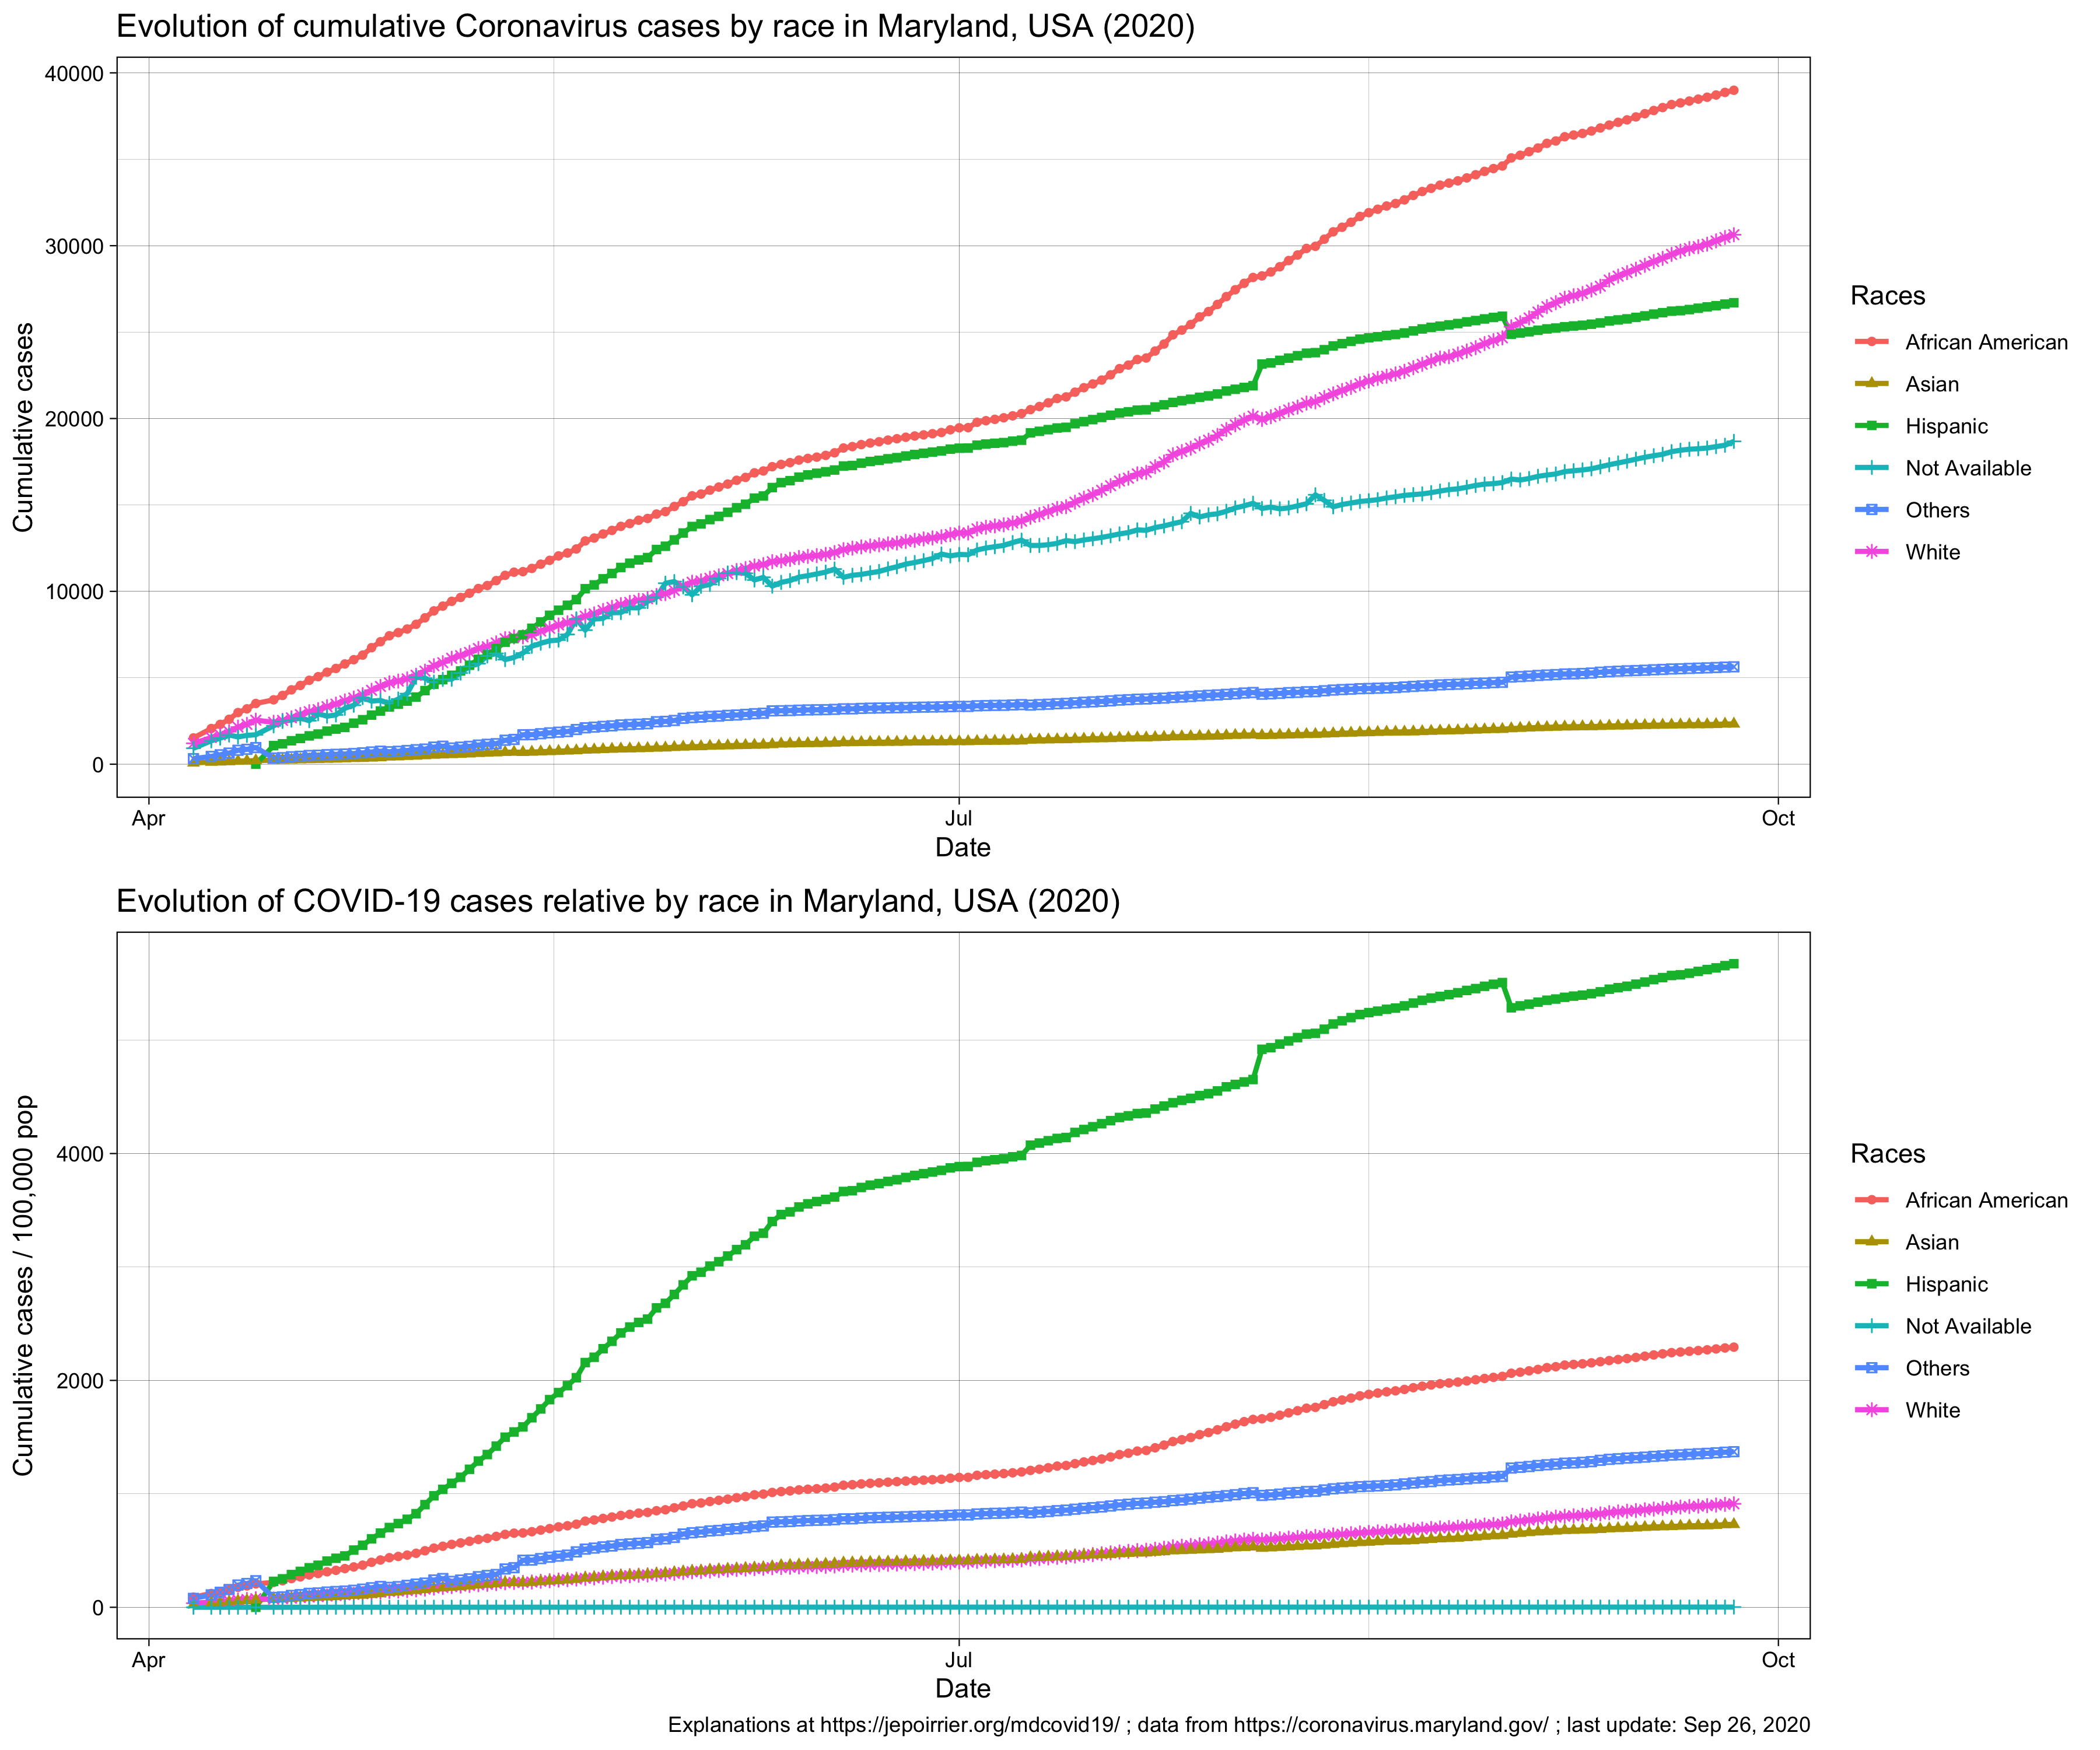 Evolution of cumulative Coronavirus cases by race in Maryland, USA (2020)
40000
30000
20000
10000
0
Cumulative cases
Apr
Jul
Oct
Date
Races
African American
Asian
Hispanic
Not Available
Others
White
Evolution of COVID-19 cases relative by race in Maryland, USA (2020)
4000
2000
0
Cumulative cases / 100,000 pop
Apr
Jul
Oct
Date
Races
African American
Asian
Hispanic
Not Available
Others
White
Explanations at https://jepoirrier.org/mdcovid19/ ; data from https://coronavirus.maryland.gov/ ; last update: Sep 26, 2020